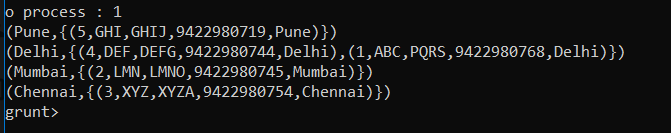 o process : 1
(Pune,{(5,GHI,GHIJ,9422980719,Pune)})
(Delhi,{(4,DEF,DEFG,9422980744,Delhi),(1,ABC,PQRS,9422980768,Delhi)})
(Mumbai,{(2,LMN,LMNO,9422980745,Mumbai)})
(Chennai,{(3,XYZ,XYZA,9422980754,Chennai)})
grunt>